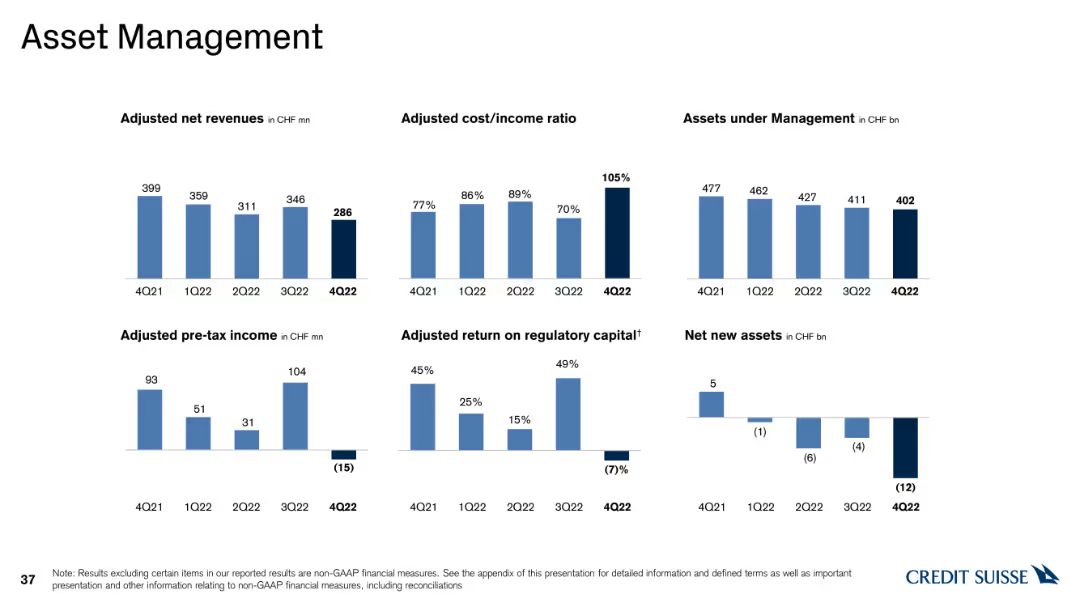 Asset Management
Adjusted net revenues in CHF mn
399
359
311
346
286
4Q21 1Q22 2Q22 3Q22 4Q22
Adjusted cost/income ratio
77%
86%
89%
70%
105%
4Q21 1Q22 2Q22 3Q22 4Q22
Assets under Management in CHF bn
477
462
427
411
402
4Q21 1Q22 2Q22 3Q22 4Q22
Adjusted pre-tax income in CHF mn
93
51
31
104
(15)
4Q21 1Q22 2Q22 3Q22 4Q22
Adjusted return on regulatory capital†
45%
25%
15%
49%
(7)%
4Q21 1Q22 2Q22 3Q22 4Q22
Net new assets in CHF bn
5
(1)
(6)
(4)
(12)
4Q21 1Q22 2Q22 3Q22 4Q22
37
Note: Results excluding certain items in our reported results are non-GAAP financial measures. See the appendix of this presentation for detailed information and defined terms as well as important
presentation and other information relating to non-GAAP financial measures, including reconciliations
CREDIT SUISSE